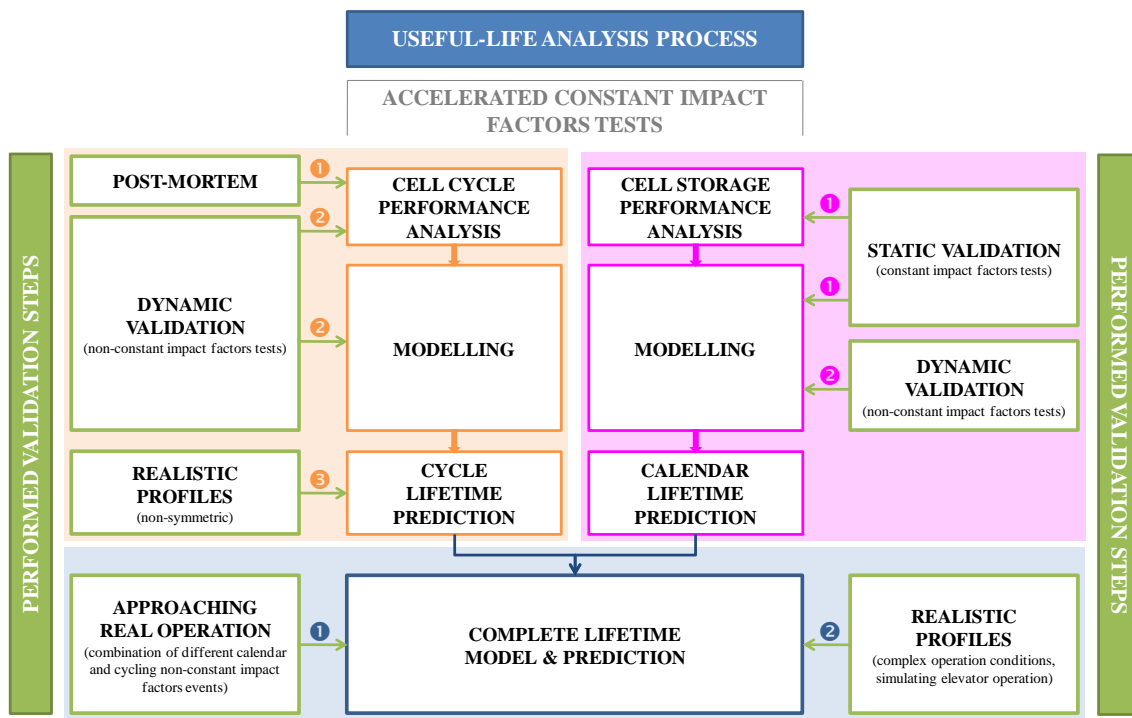 USEFUL-LIFE ANALYSIS PROCESS
ACCELERATED CONSTANT IMPACT
FACTORS TESTS
PERFORMED VALIDATION STEPS
POST-MORTEM
1
CELL CYCLE
PERFORMANCE
ANALYSIS
2
DYNAMIC
VALIDATION
(non-constant impact factors tests)
2
MODELLING
REALISTIC
PROFILES
(non-symmetric)
3
CYCLE
LIFETIME
PREDICTION
CELL STORAGE
PERFORMANCE
ANALYSIS
1
STATIC VALIDATION
(constant impact factors tests)
1
MODELLING
2
DYNAMIC
VALIDATION
(non-constant impact factors tests)
CALENDAR
LIFETIME
PREDICTION
APPROACHING
REAL OPERATION
(combination of different calendar
and cycling non-constant impact
factors events)
1
COMPLETE LIFETIME
MODEL & PREDICTION
2
REALISTIC
PROFILES
(complex operation conditions,
simulating elevator operation)
PERFORMED VALIDATION STEPS